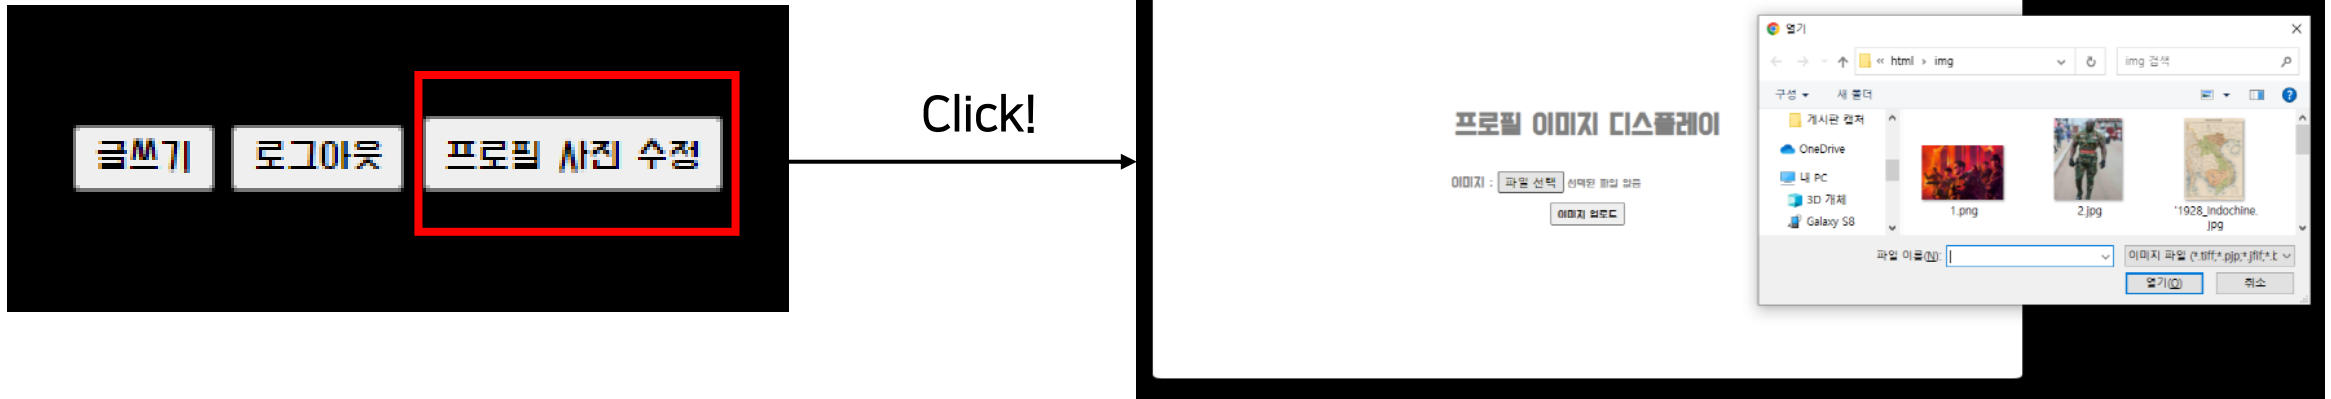 글쓰기 로그아웃 프로필 사진 수정
Click!
프로필 이미지 디스플레이
이미지 : 파일 선택 선택된 파일 없음
이미지 업로드
열기
« html › img
img 검색
구성 새 폴더
게시판 캡처
OneDrive
내 PC
3D 개체
Galaxy S8
1.png
2.jpg
'1928_Indochine.jpg
파일 이름(N):
이미지 파일 (*.tiff;*.pjp;*.jfif;*.b
열기(O) 취소